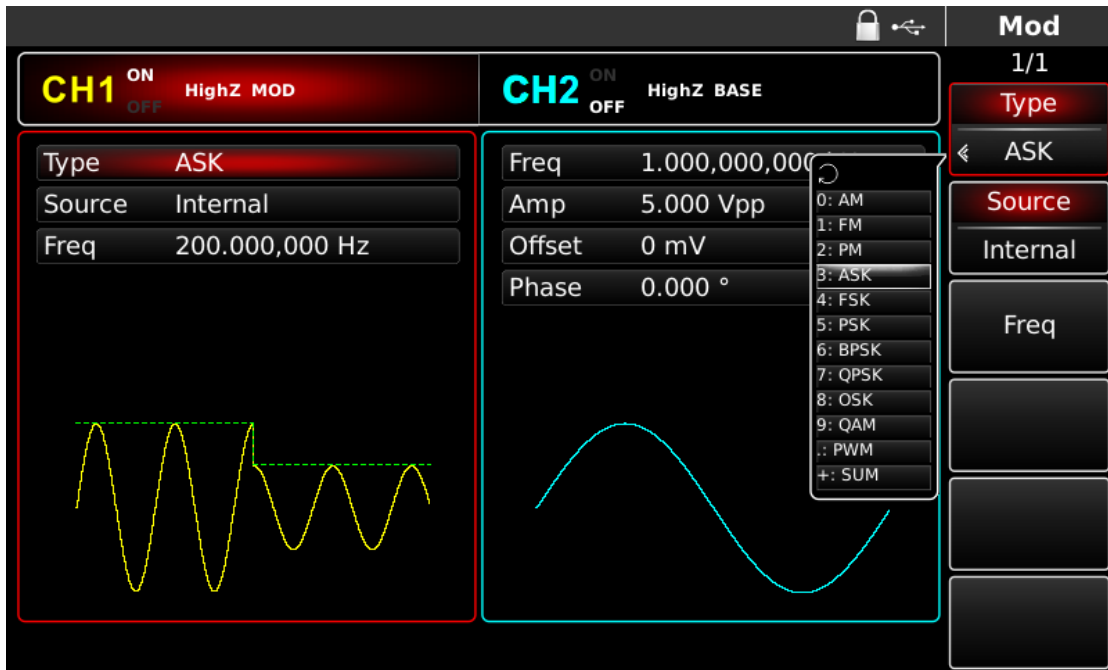 Mod
1/1
CH1 ON OFF HighZ MOD
CH2 ON OFF HighZ BASE
Type ASK
Source Internal
Freq 200.000,000 Hz
Freq 1.000,000,000
Amp 5.000 Vpp
Offset 0 mV
Phase 0.000 °
0: AM
1: FM
2: PM
3: ASK
4: FSK
5: PSK
6: BPSK
7: QPSK
8: OSK
9: QAM
.: PWM
+: SUM
Type
ASK
Source
Internal
Freq